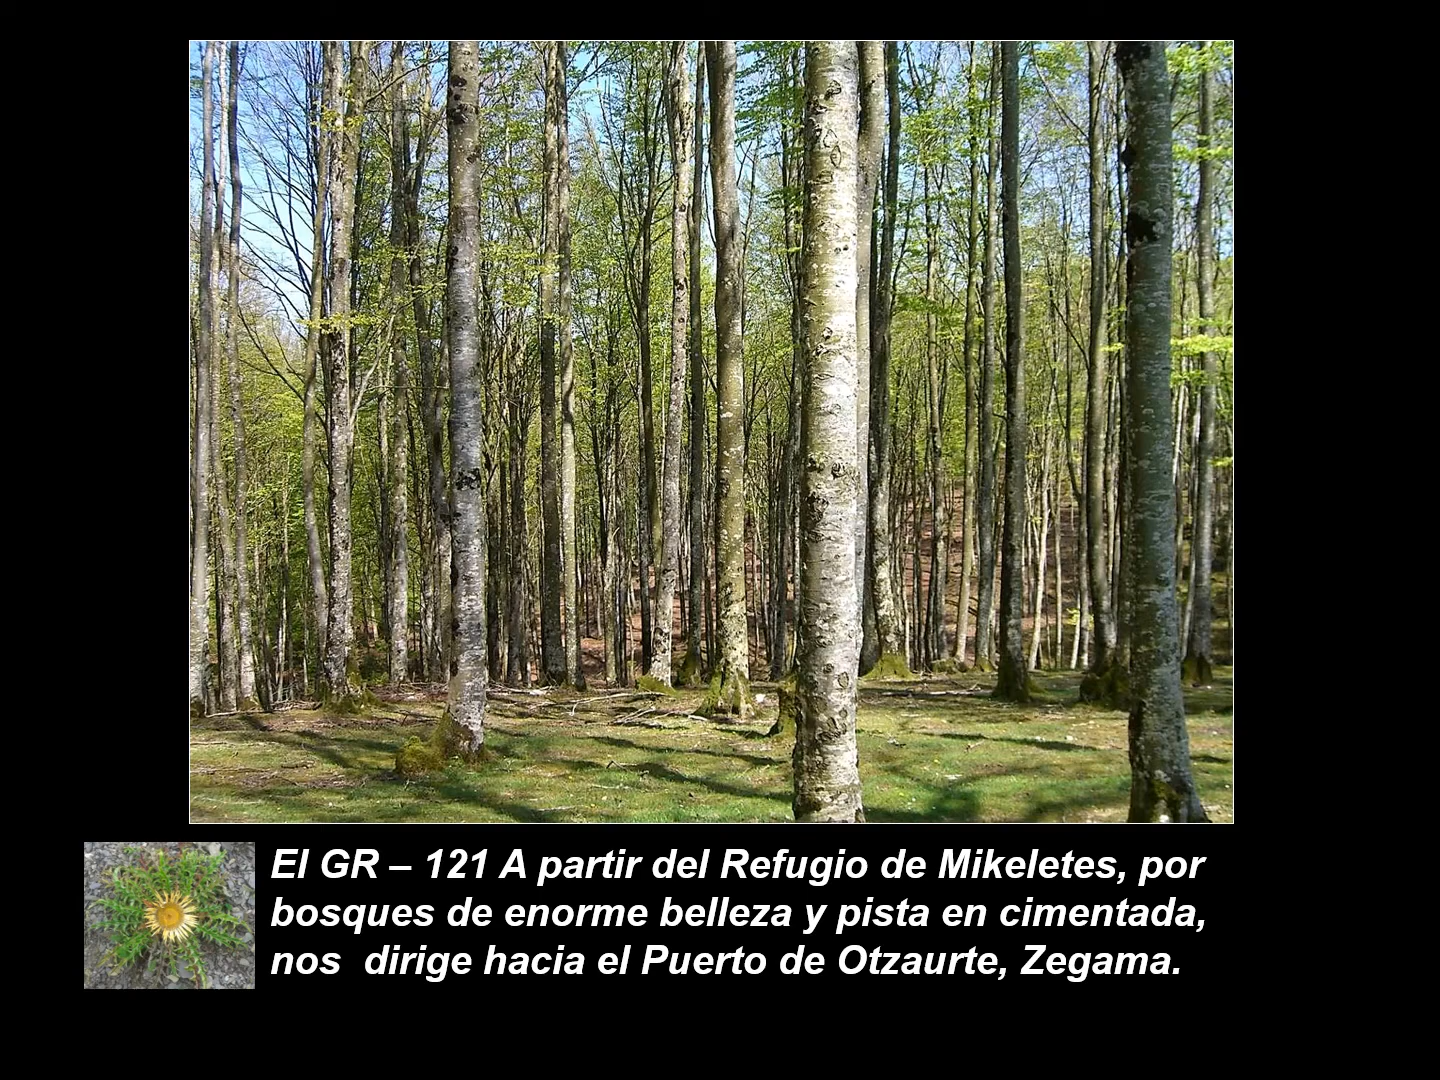 El GR – 121 A partir del Refugio de Mikeletes, por
bosques de enorme belleza y pista en cimentada,
nos  dirige hacia el Puerto de Otzaurte, Zegama.